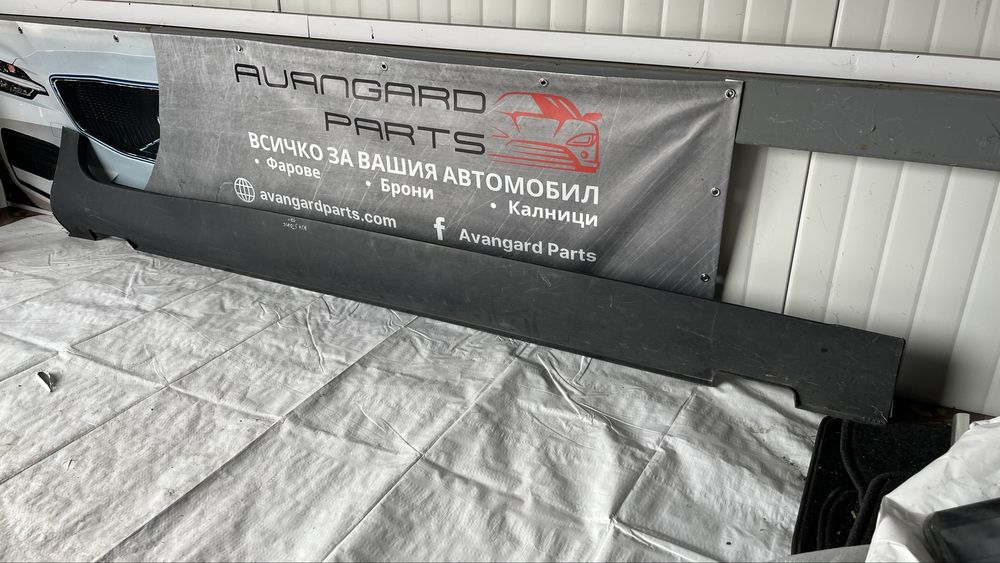 AVANGARD
PARTS
ВСИЧКО ЗА ВАШИЯ АВТОМОБИЛ
• Фарове
• Брони
• Калници
avangardparts.com
f Avangard Parts